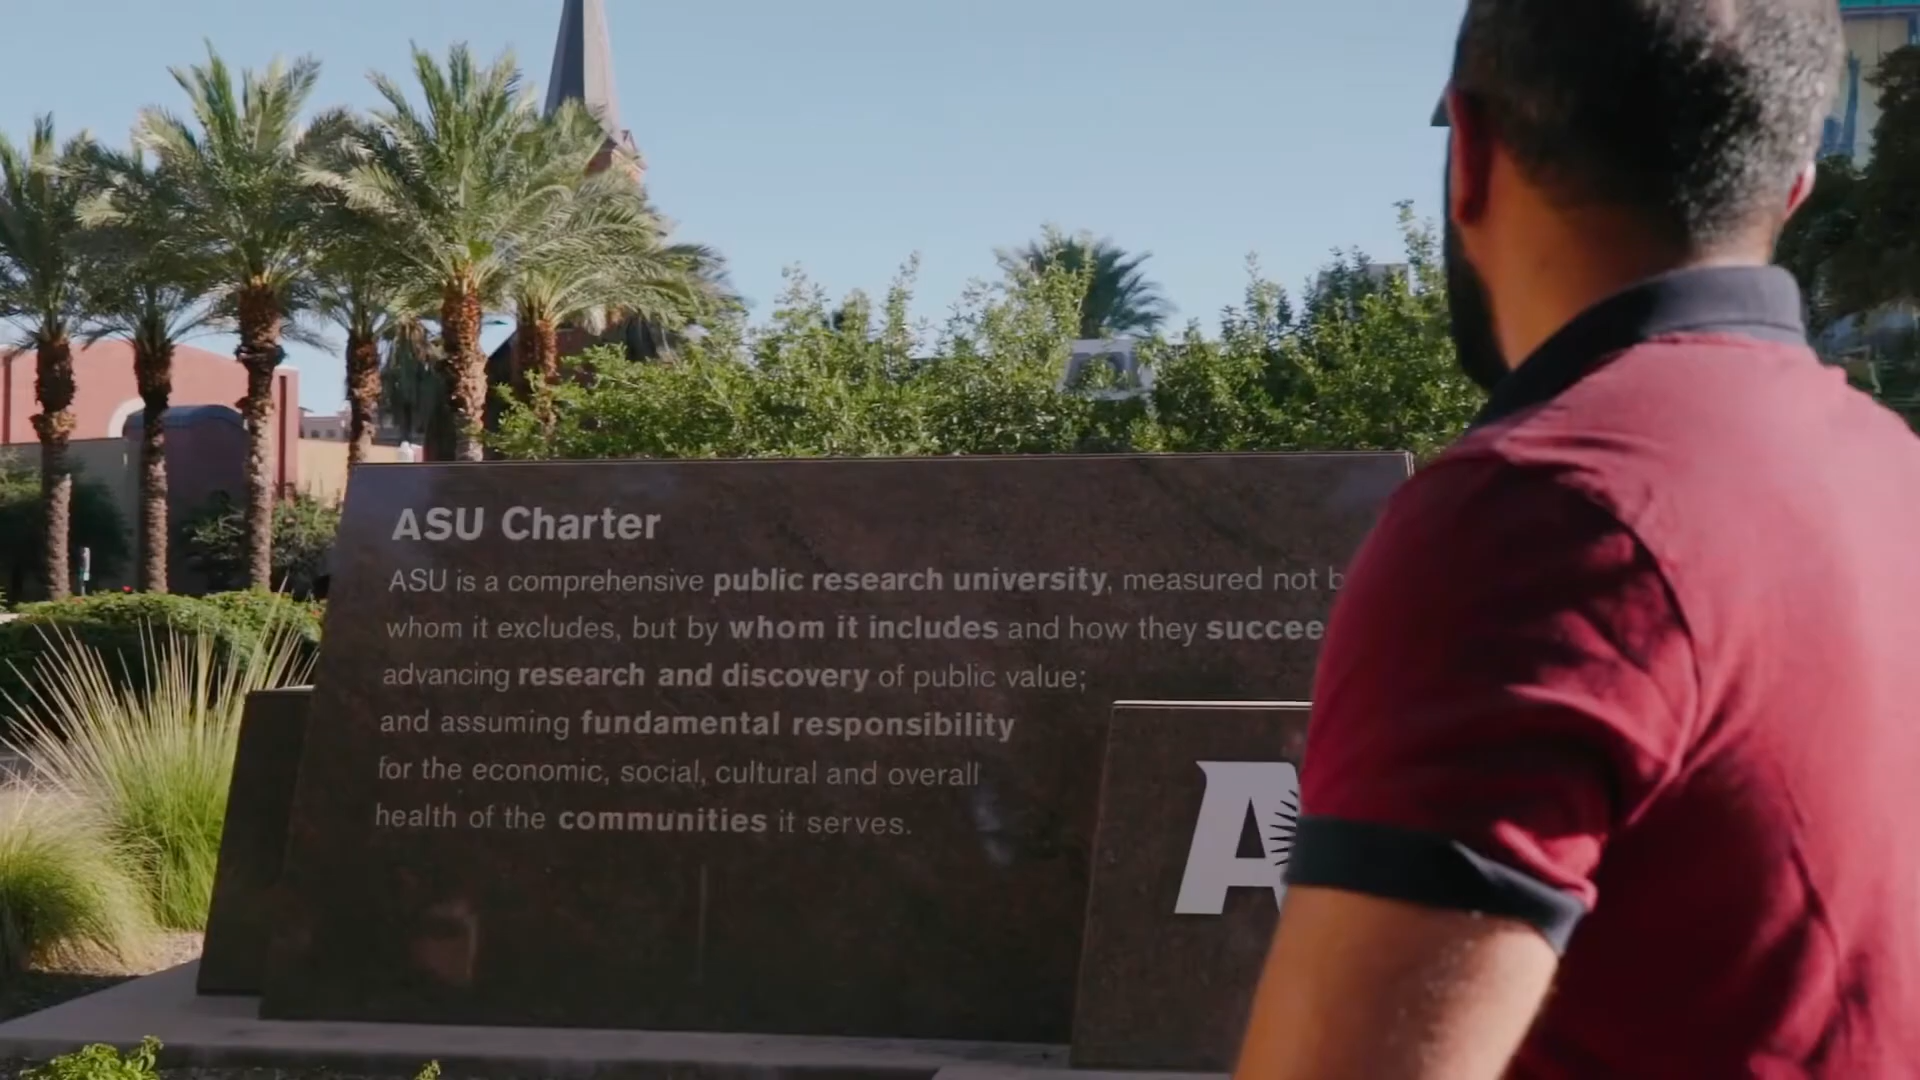 ASU Charter
ASU is a comprehensive public research university, measured not b
whom it excludes, but by whom it includes and how they succee
advancing research and discovery of public value;
and assuming fundamental responsibility
for the economic, social, cultural and overall
health of the communities it serves.
A